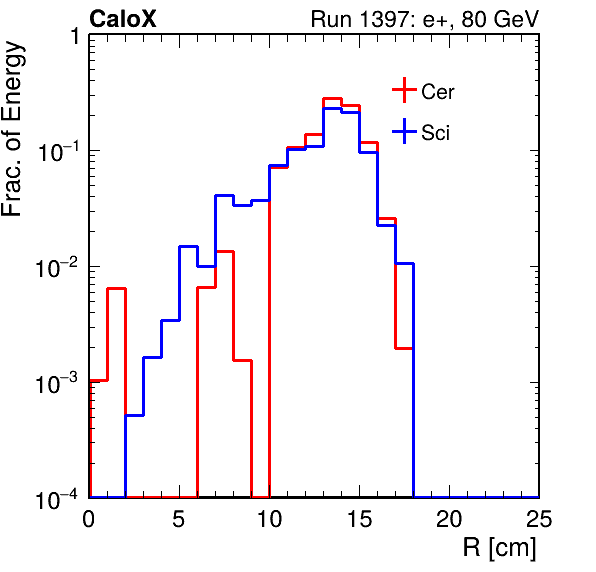 CaloX Run 1397: e+, 80 GeV
Frac. of Energy
1
10⁻¹
10⁻²
10⁻³
10⁻⁴
Cer
Sci
0 5 10 15 20 25
R [cm]